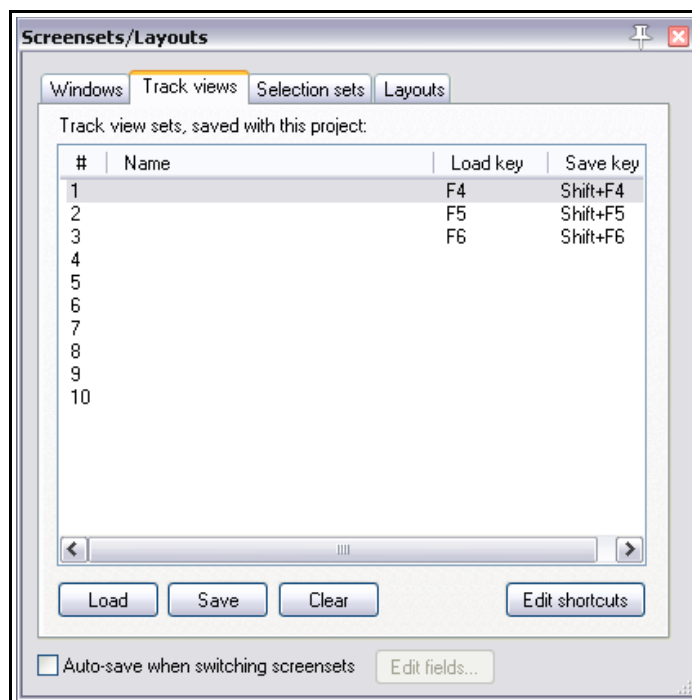 Screensets/Layouts
Windows Track views Selection sets Layouts
Track view sets, saved with this project:
# Name Load key Save key
1 F4 Shift+F4
2 F5 Shift+F5
3 F6 Shift+F6
4
5
6
7
8
9
10
Load Save Clear Edit shortcuts
Auto-save when switching screensets Edit fields...